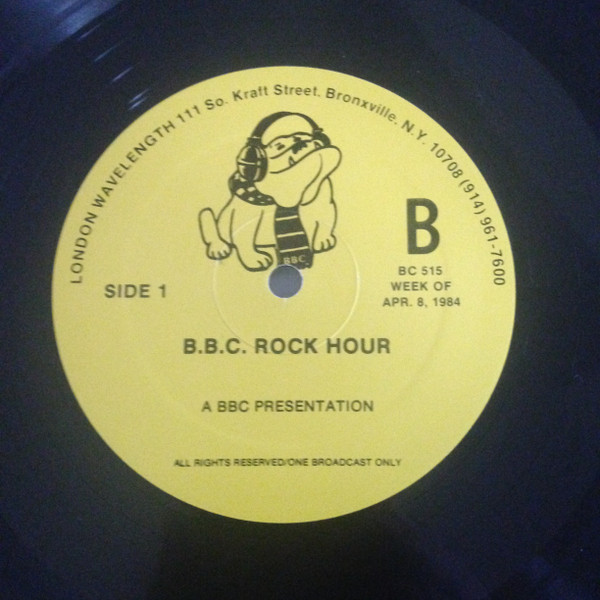 LONDON WAVELENGTH 111 So. Kraft Street. Bronxville. N.Y. 10708 (914) 961-7600
BBC
B
SIDE 1
BC 515
WEEK OF
APR. 8, 1984
B.B.C. ROCK HOUR
A BBC PRESENTATION
ALL RIGHTS RESERVED/ONE BROADCAST ONLY